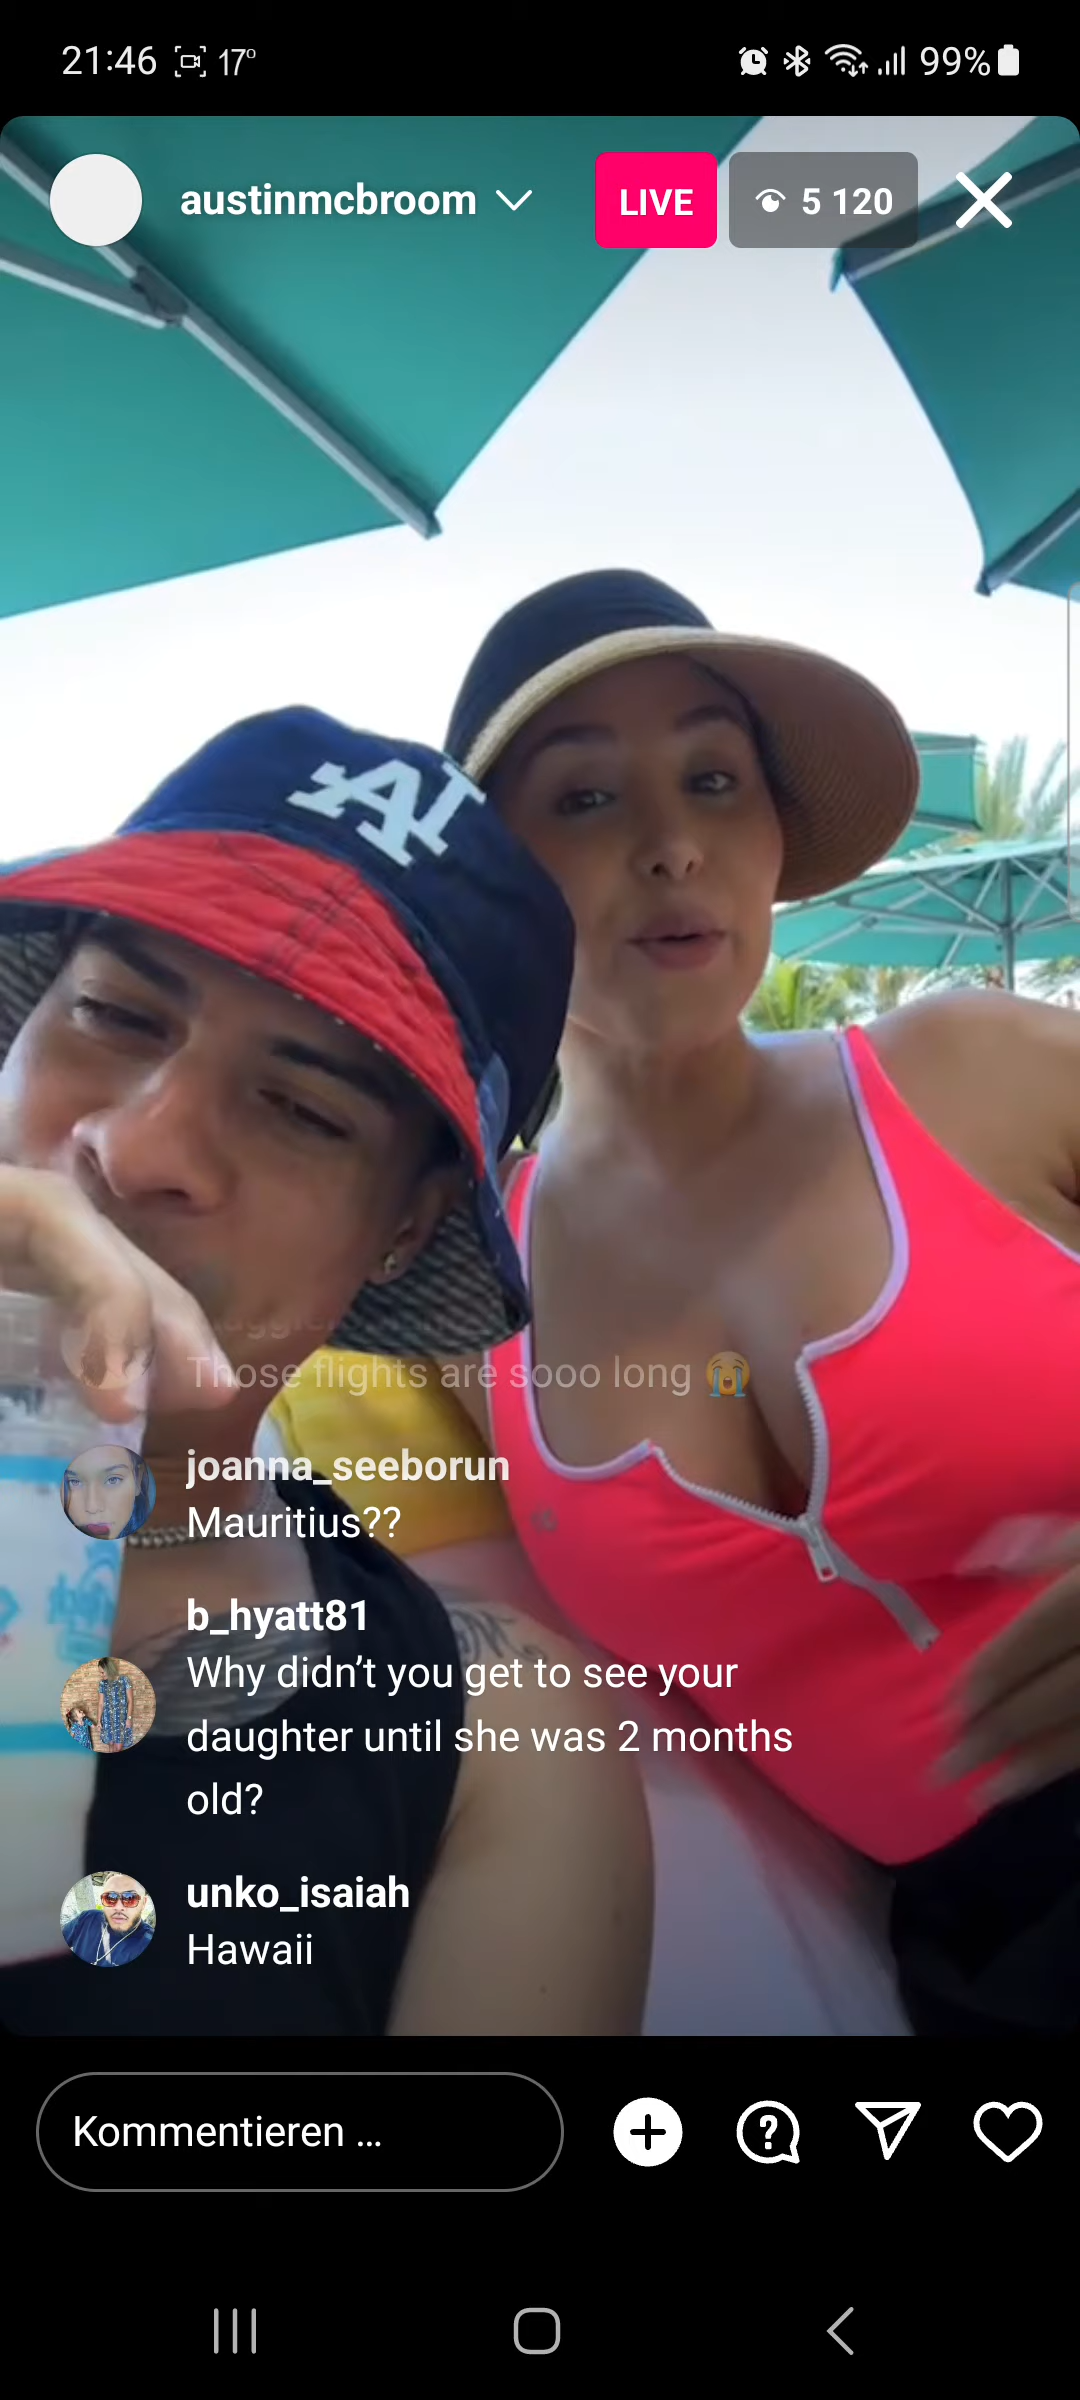 21:46 17°
99%
austinmcbroom
LIVE
5 120
Those flights are sooo long 😭
joanna_seeborun
Mauritius??
b_hyatt81
Why didn’t you get to see your
daughter until she was 2 months
old?
unko_isaiah
Hawaii
Kommentieren ...